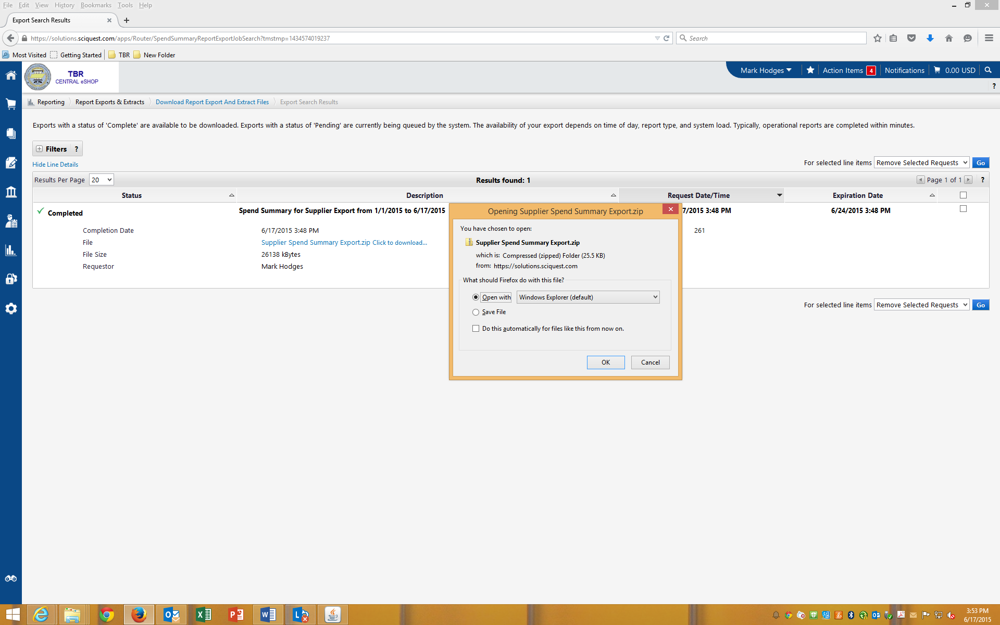 File Edit View History Bookmarks Tools Help
Export Search Results
https://solutions.sciquest.com/apps/Router/SpendSummaryReportExportJobSearch?tmstmp=1434574019237
Search
Most Visited Getting Started TBR New Folder
TBR
CENTRAL eSHOP
Mark Hodges Action Items 4 Notifications 0.00 USD
?
Reporting Report Exports & Extracts Download Report Export And Extract Files Export Search Results
Exports with a status of 'Complete' are available to be downloaded. Exports with a status of 'Pending' are currently being queued by the system. The availability of your export depends on time of day, report type, and system load. Typically, operational reports are completed within minutes.
Filters ?
Hide Line Details
For selected line items Remove Selected Requests Go
Results Per Page 20 Results found: 1 Page 1 of 1 ?
Status Description Request Date/Time Expiration Date
Completed Spend Summary for Supplier Export from 1/1/2015 to 6/17/2015 7/2015 3:48 PM 6/24/2015 3:48 PM
Completion Date 6/17/2015 3:48 PM 261
File Supplier Spend Summary Export.zip Click to download...
File Size 26138 kBytes
Requestor Mark Hodges
For selected line items Remove Selected Requests Go
Opening Supplier Spend Summary Export.zip
You have chosen to open:
Supplier Spend Summary Export.zip
which is: Compressed (zipped) Folder (25.5 KB)
from: https://solutions.sciquest.com
What should Firefox do with this file?
Open with Windows Explorer (default)
Save File
Do this automatically for files like this from now on.
OK Cancel
3:53 PM
6/17/2015